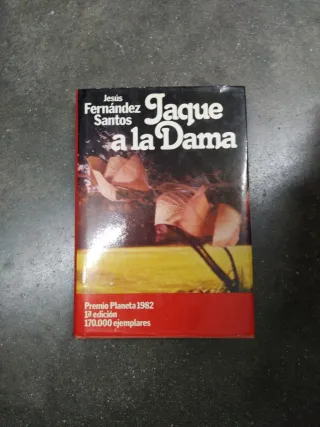 Jesús
Fernández
Santos
Jaque
a la Dama
Premio Planeta 1982
1ª edición
170.000 ejemplares